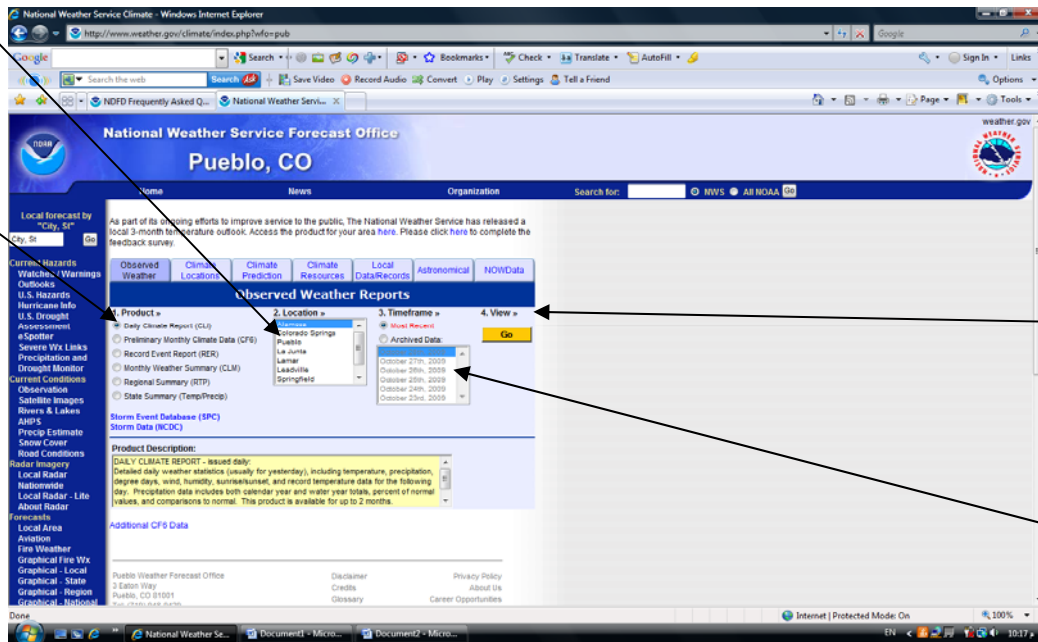 National Weather Service Climate - Windows Internet Explorer
http://www.weather.gov/climate/index.php?wfo=pub
Google
Google
Search
Bookmarks
Check
Translate
AutoFill
Sign In
Links
Search the web
Search
Save Video
Record Audio
Convert
Play
Settings
Tell a Friend
Options
NDFD Frequently Asked Q...
National Weather Servi...
Page
Tools
weather.gov
National Weather Service Forecast Office
Pueblo, CO
Home
News
Organization
Search for:
NWS
All NOAA
Go
Local forecast by
"City, St"
City, St
Go
Current Hazards
Watches / Warnings
Outlooks
U.S. Hazards
Hurricane Info
U.S. Drought
Assessment
eSpotter
Severe Wx Links
Precipitation and
Drought Monitor
Current Conditions
Observation
Satellite Images
Rivers & Lakes
AHPS
Precip Estimate
Snow Cover
Road Conditions
Radar Imagery
Local Radar
Nationwide
Local Radar - Lite
About Radar
Forecasts
Local Area
Aviation
Fire Weather
Graphical Fire Wx
Graphical - Local
Graphical - State
Graphical - Region
Graphical - National
As part of its ongoing efforts to improve service to the public, The National Weather Service has released a
local 3-month temperature outlook. Access the product for your area here. Please click here to complete the
feedback survey.
Observed Weather
Climate Locations
Climate Prediction
Climate Resources
Local Data/Records
Astronomical
NOWData
Observed Weather Reports
1. Product »
Daily Climate Report (CLI)
Preliminary Monthly Climate Data (CF6)
Record Event Report (RER)
Monthly Weather Summary (CLM)
Regional Summary (RTP)
State Summary (Temp/Precip)
2. Location »
Alamosa
Colorado Springs
Pueblo
La Junta
Lamar
Leadville
Springfield
3. Timeframe »
Most Recent
Archived Data:
October 27th, 2009
October 26th, 2009
October 25th, 2009
October 24th, 2009
October 23rd, 2009
4. View »
Go
Storm Event Database (SPC)
Storm Data (NCDC)
Product Description:
DAILY CLIMATE REPORT - issued daily:
Detailed daily weather statistics (usually for yesterday), including temperature, precipitation,
degree days, wind, humidity, sunrise/sunset, and record temperature data for the following
day. Precipitation data includes both calendar year and water year totals, percent of normal
values, and comparisons to normal. This product is available for up to 2 months.
Additional CF6 Data
Pueblo Weather Forecast Office
3 Eaton Way
Pueblo, CO 81001
Disclaimer
Credits
Glossary
Privacy Policy
About Us
Career Opportunities
Done
Internet | Protected Mode: On
100%
National Weather Se...
Document1 - Micro...
Document2 - Micro...
EN
10:17